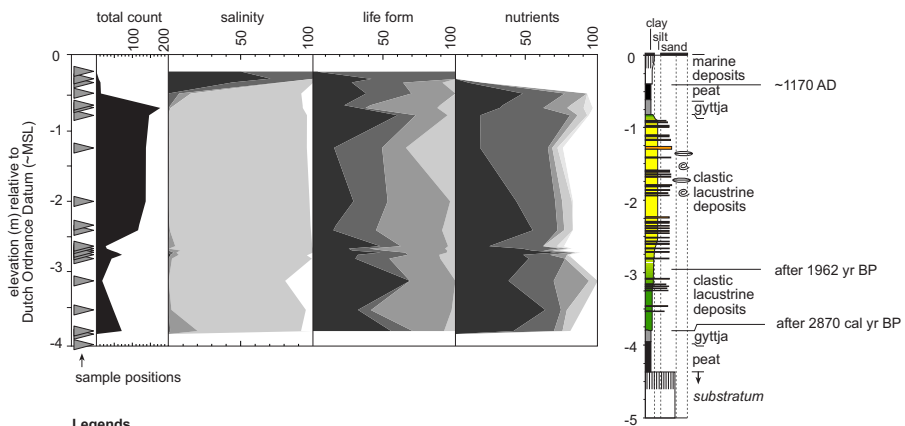 total count salinity life form nutrients
100 200 50 100 50 100 50 100
0
-1
-2
-3
-4
elevation (m) relative to
Dutch Ordnance Datum (~MSL)
sample positions
Legends
clay
silt
sand
0
-1
-2
-3
-4
-5
marine
deposits
peat
gyttja
clastic
lacustrine
deposits
clastic
lacustrine
deposits
gyttja
peat
substratum
~1170 AD
after 1962 yr BP
after 2870 cal yr BP